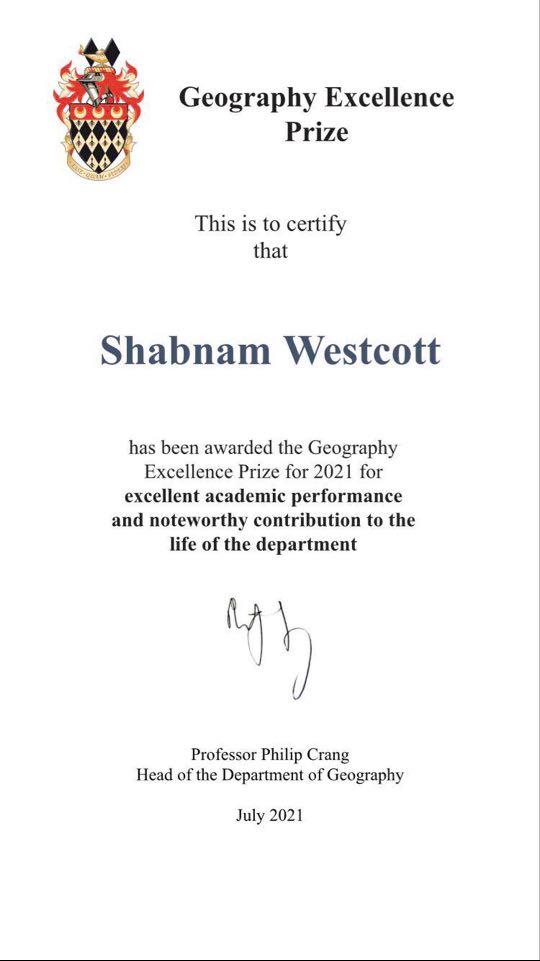 Geography Excellence
Prize
This is to certify
that
Shabnam Westcott
has been awarded the Geography
Excellence Prize for 2021 for
excellent academic performance
and noteworthy contribution to the
life of the department
Professor Philip Crang
Head of the Department of Geography
July 2021